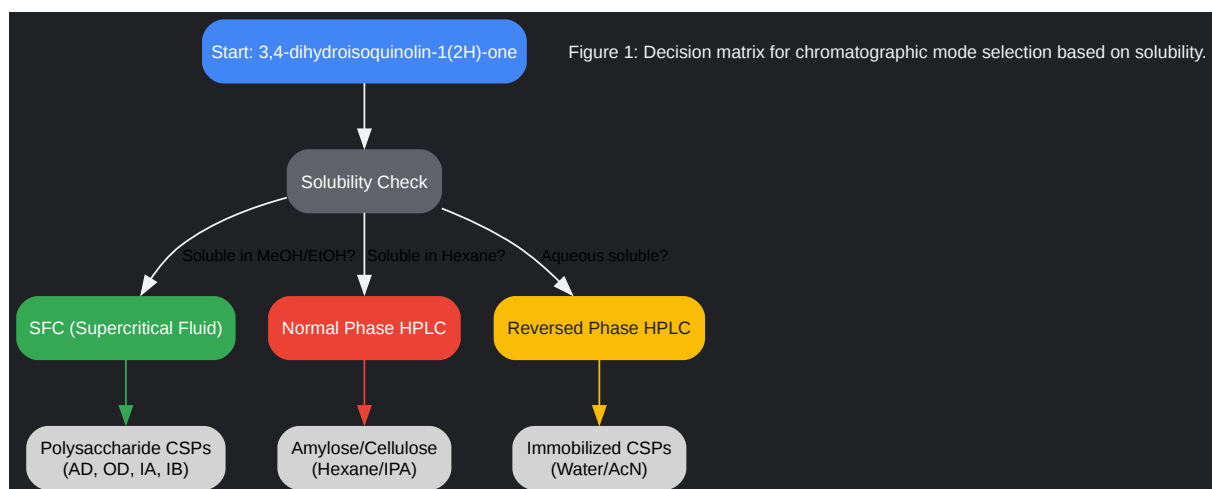 Start: 3,4-dihydroisoquinolin-1(2H)-one
Figure 1: Decision matrix for chromatographic mode selection based on solubility.
Solubility Check
Soluble in MeOH/EtOH?
Soluble in Hexane?
Aqueous soluble?
SFC (Supercritical Fluid)
Normal Phase HPLC
Reversed Phase HPLC
Polysaccharide CSPs
(AD, OD, IA, IB)
Amylose/Cellulose
(Hexane/IPA)
Immobilized CSPs
(Water/AcN)